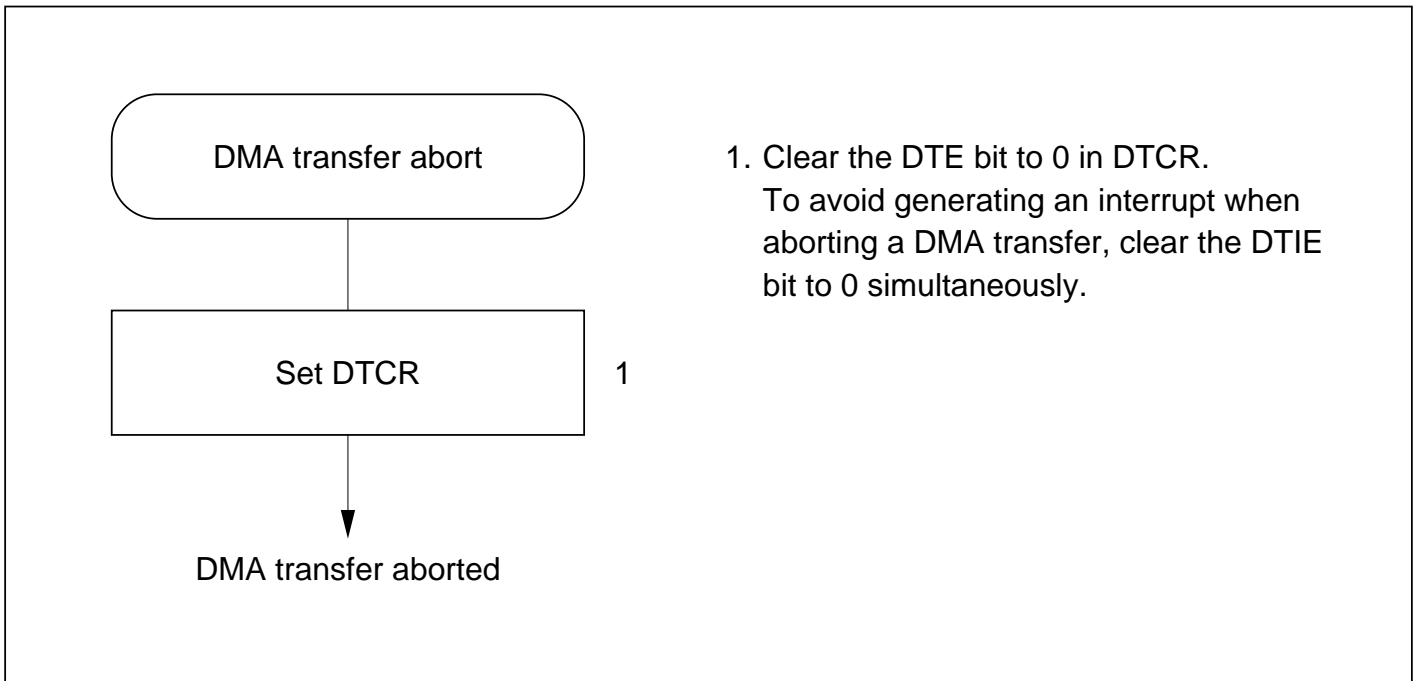 DMA transfer abort
1. Clear the DTE bit to 0 in DTCR.
To avoid generating an interrupt when
aborting a DMA transfer, clear the DTIE
bit to 0 simultaneously.
Set DTCR
1
DMA transfer aborted